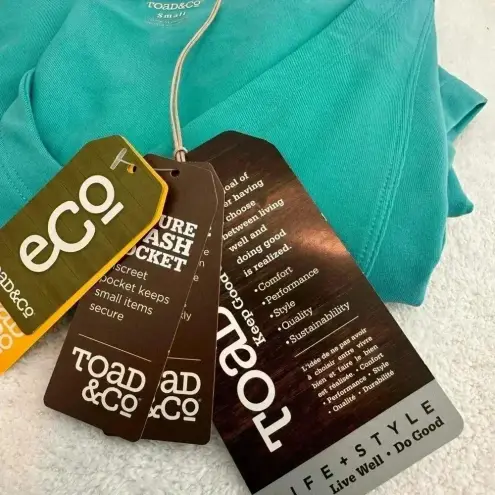 TOAD&CO
Small
eco
TOAD&CO
URE
ASH
OCKET
screet
pocket keeps
small items
secure
TOAD
&CO
AD
&CO
goal of
er having
choose
between living
well and
doing good
is realized.
• Comfort
• Performance
• Style
• Quality
• Sustainability
L'idée de ne pas avoir
à choisir entre vivre
bien et faire le bien
est réalisée. • Confort
• Performance • Style
• Qualité • Durabilité
TOAD
Keep Good
IFE + STYLE
Live Well • Do Good